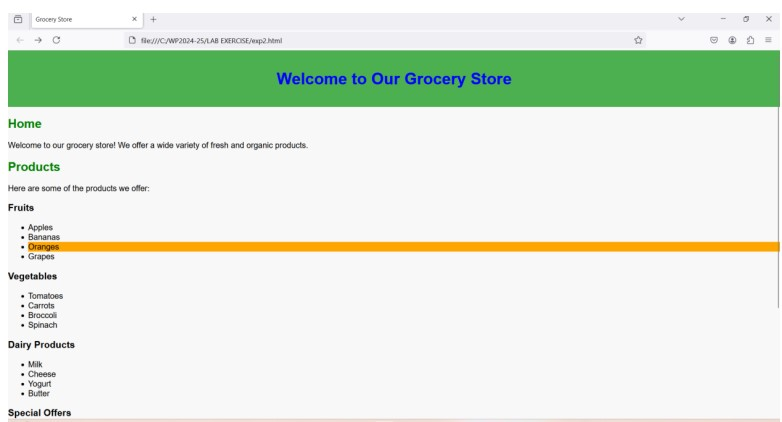 Grocery Store
file:///C:/WP2024-25/LAB EXERCISE/exp2.html
Welcome to Our Grocery Store
Home
Welcome to our grocery store! We offer a wide variety of fresh and organic products.
Products
Here are some of the products we offer:
Fruits
• Apples
• Bananas
• Oranges
• Grapes
Vegetables
• Tomatoes
• Carrots
• Broccoli
• Spinach
Dairy Products
• Milk
• Cheese
• Yogurt
• Butter
Special Offers